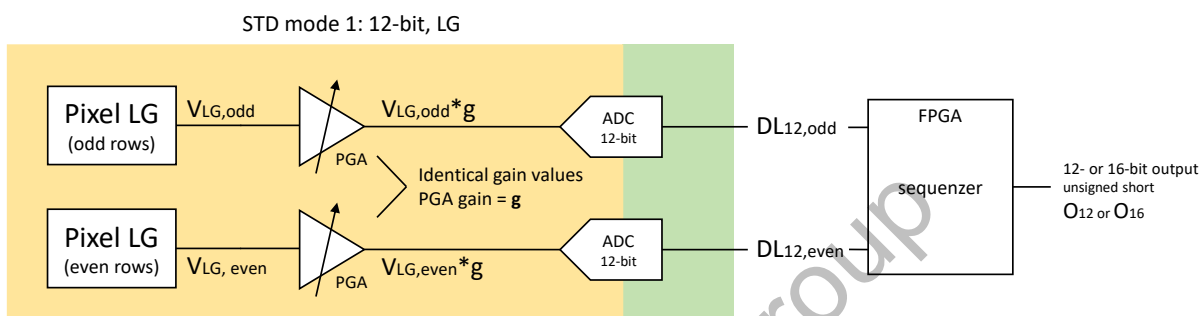 STD mode 1: 12-bit, LG
Pixel LG
(odd rows)
VLG,odd
PGA
VLG,odd*g
ADC
12-bit
DL12,odd
FPGA
sequenzer
12- or 16-bit output
unsigned short
O12 or O16
Identical gain values
PGA gain = g
Pixel LG
(even rows)
VLG, even
PGA
VLG,even*g
ADC
12-bit
DL12,even
roup